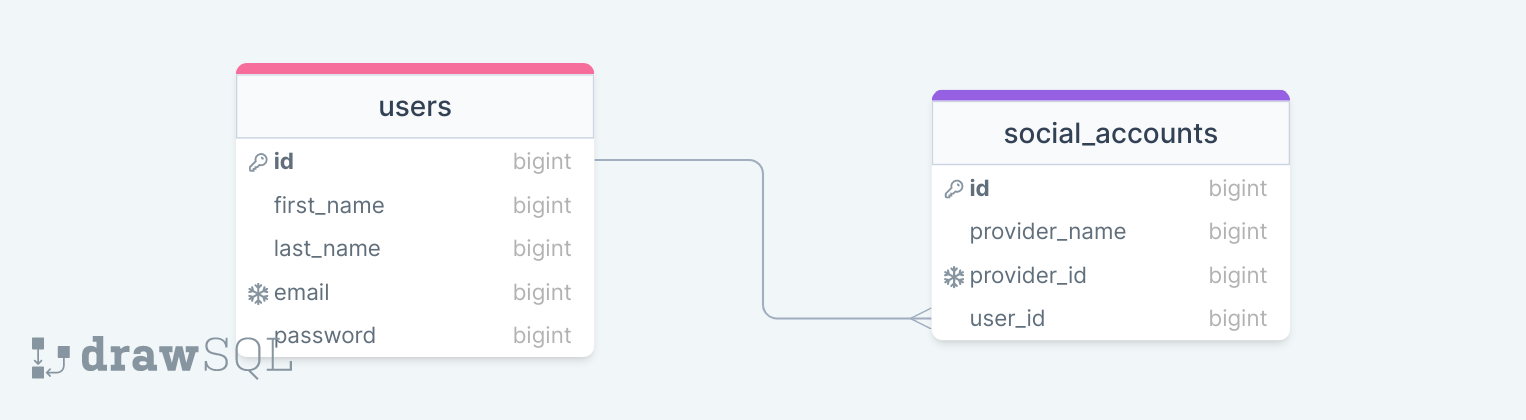 users
id bigint
first_name bigint
last_name bigint
email bigint
password bigint
social_accounts
id bigint
provider_name bigint
provider_id bigint
user_id bigint
drawSQL